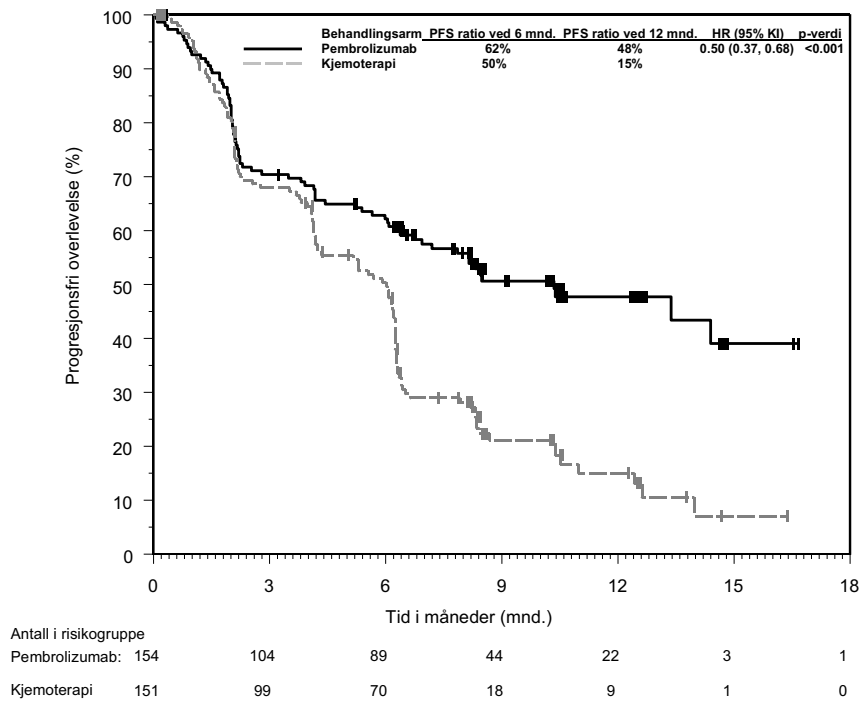 Behandlingsarm PFS ratio ved 6 mnd. PFS ratio ved 12 mnd. HR (95% KI) p-verdi
Pembrolizumab 62% 48% 0.50 (0.37, 0.68) <0.001
Kjemoterapi 50% 15%
Progresjonsfri overlevelse (%)
100
90
80
70
60
50
40
30
20
10
0
0 3 6 9 12 15 18
Tid i måneder (mnd.)
Antall i risikogruppe
Pembrolizumab: 154 104 89 44 22 3 1
Kjemoterapi 151 99 70 18 9 1 0